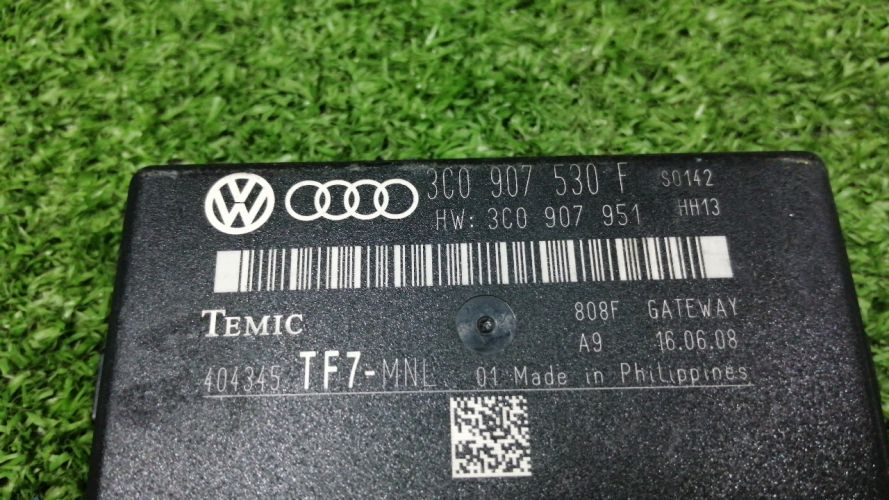 3C0 907 530 F S0142
HW: 3C0 907 951 HH13
TEMIC 808F GATEWAY
A9 16.06.08
404345 TF7-MNL 01 Made in Philippines